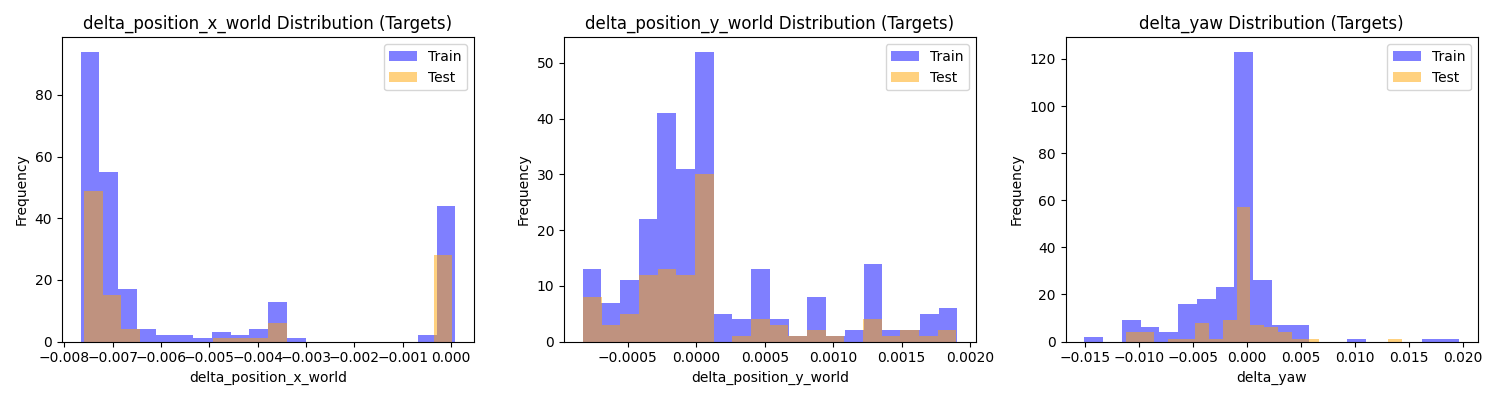 delta_position_x_world Distribution (Targets)
Train
Test
Frequency
80
60
40
20
0
−0.008 −0.007 −0.006 −0.005 −0.004 −0.003 −0.002 −0.001 0.000
delta_position_x_world
delta_position_y_world Distribution (Targets)
Train
Test
Frequency
50
40
30
20
10
0
−0.0005 0.0000 0.0005 0.0010 0.0015 0.0020
delta_position_y_world
delta_yaw Distribution (Targets)
Train
Test
Frequency
120
100
80
60
40
20
0
−0.015 −0.010 −0.005 0.000 0.005 0.010 0.015 0.020
delta_yaw